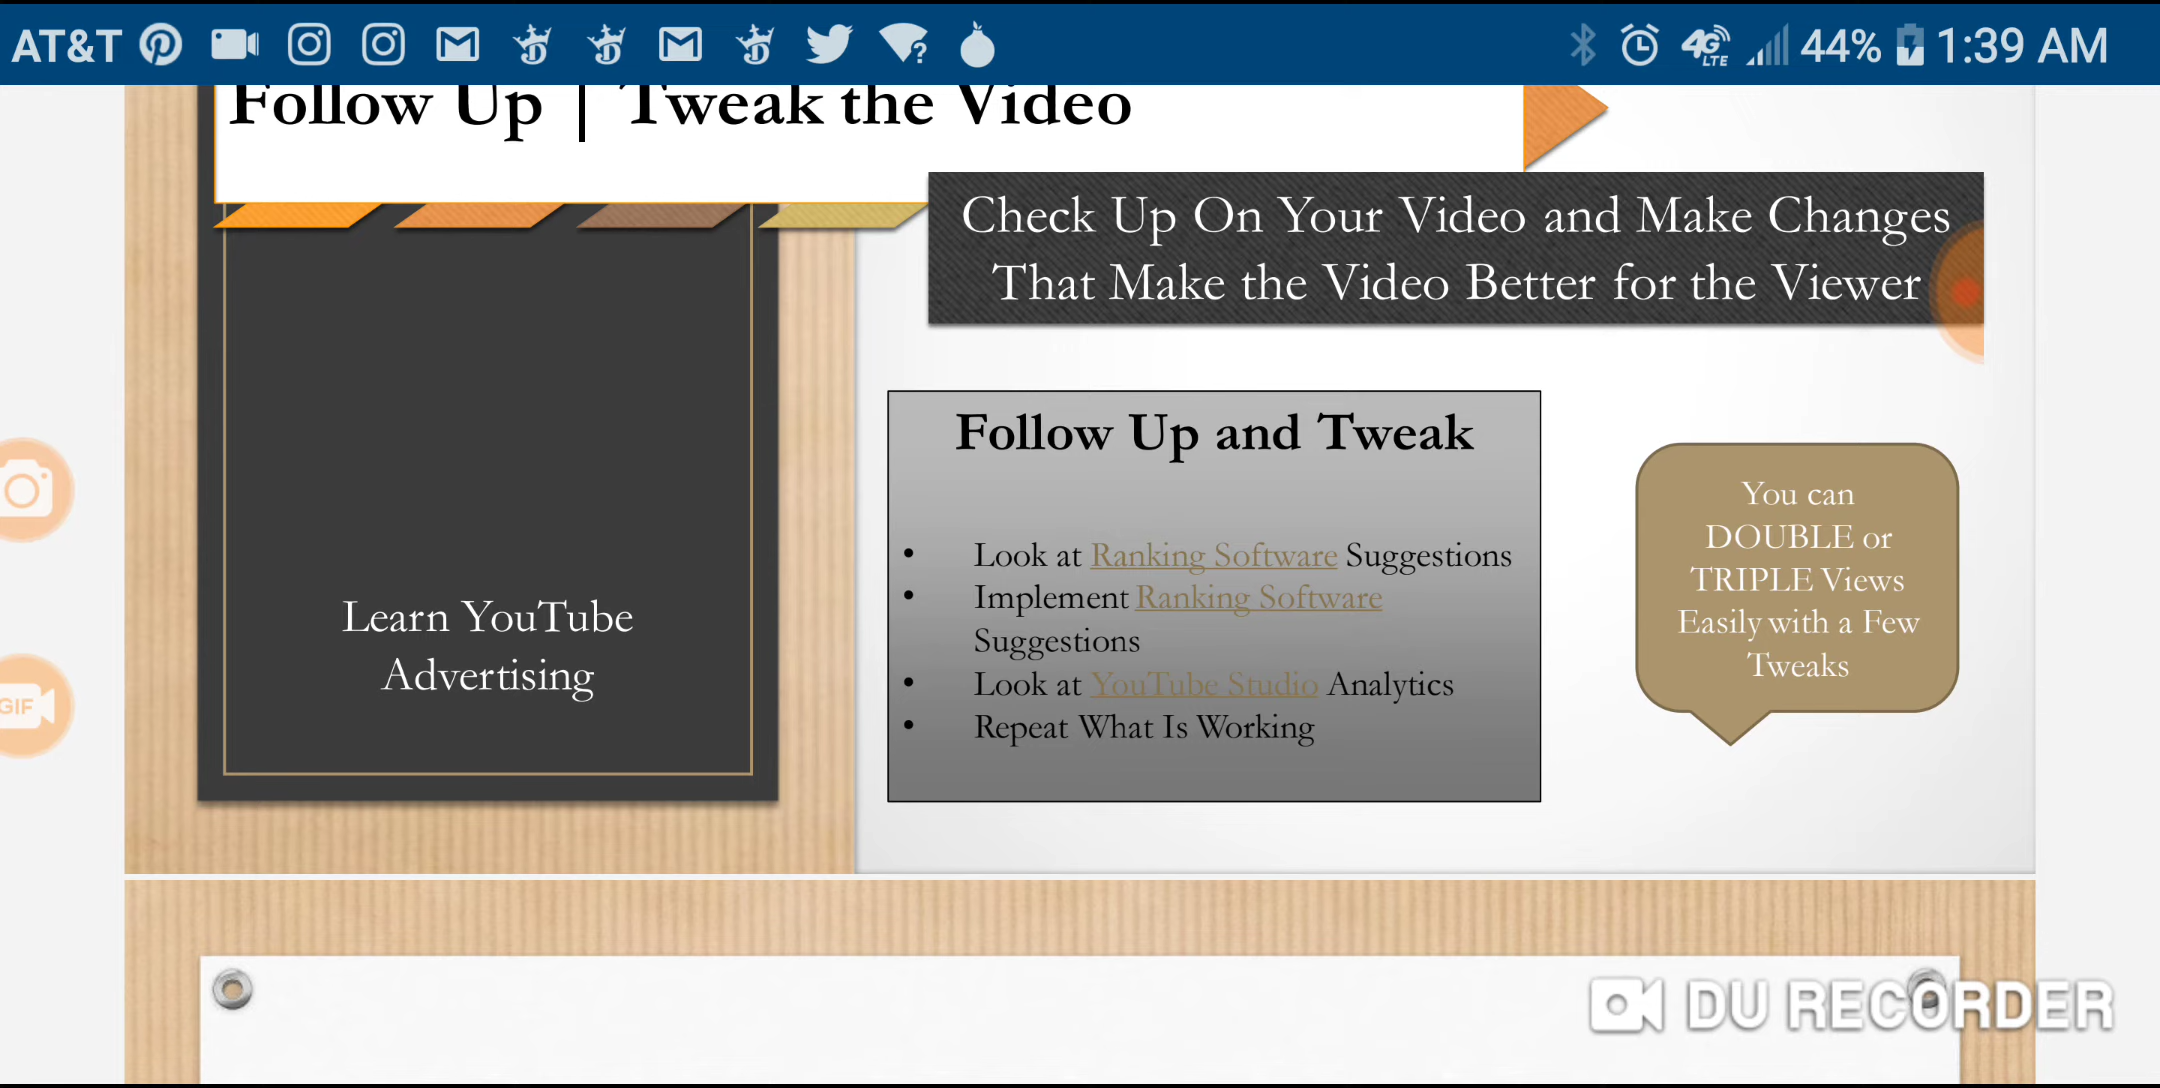 AT&T 4G LTE 44% 1:39 AM
Follow Up | Tweak the Video
Check Up On Your Video and Make Changes
That Make the Video Better for the Viewer
Learn YouTube
Advertising
Follow Up and Tweak
• Look at Ranking Software Suggestions
• Implement Ranking Software
Suggestions
• Look at YouTube Studio Analytics
• Repeat What Is Working
You can
DOUBLE or
TRIPLE Views
Easily with a Few
Tweaks
GIF
DU RECORDER